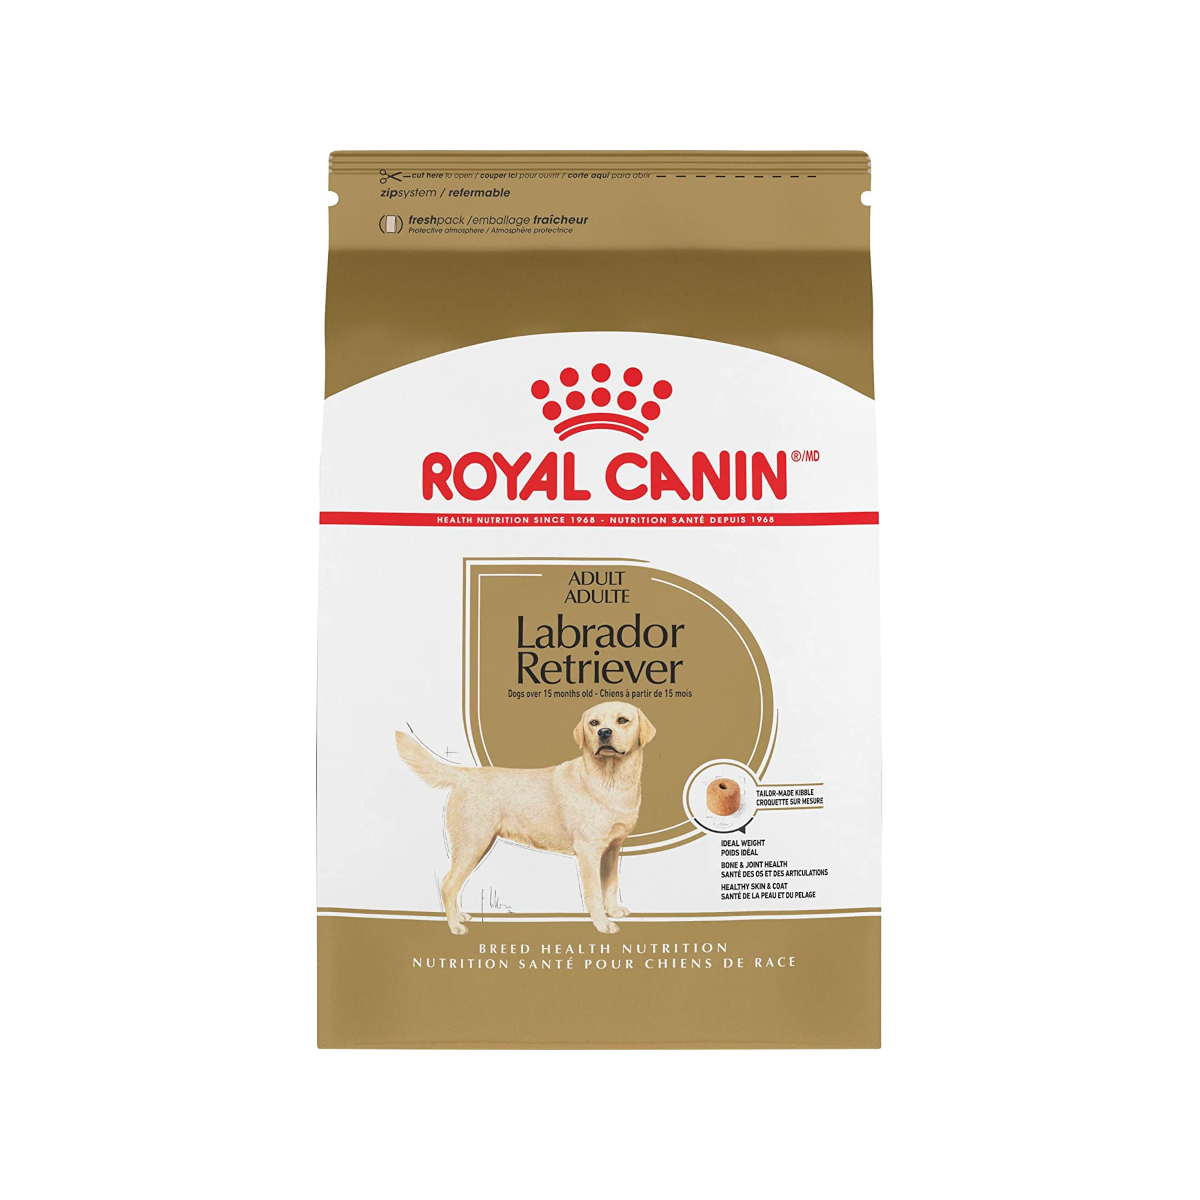 cut here to open / couper ici pour ouvrir / corte aquí para abrir
zipsystem / refermable
freshpack / emballage fraîcheur
Protective atmosphere / Atmosphère protectrice
ROYAL CANIN®/MD
HEALTH NUTRITION SINCE 1968 - NUTRITION SANTÉ DEPUIS 1968
ADULT
ADULTE
Labrador
Retriever
Dogs over 15 months old - Chiens à partir de 15 mois
TAILOR-MADE KIBBLE
CROQUETTE SUR MESURE
IDEAL WEIGHT
POIDS IDÉAL
BONE & JOINT HEALTH
SANTÉ DES OS ET DES ARTICULATIONS
HEALTHY SKIN & COAT
SANTÉ DE LA PEAU ET DU PELAGE
BREED HEALTH NUTRITION
NUTRITION SANTÉ POUR CHIENS DE RACE